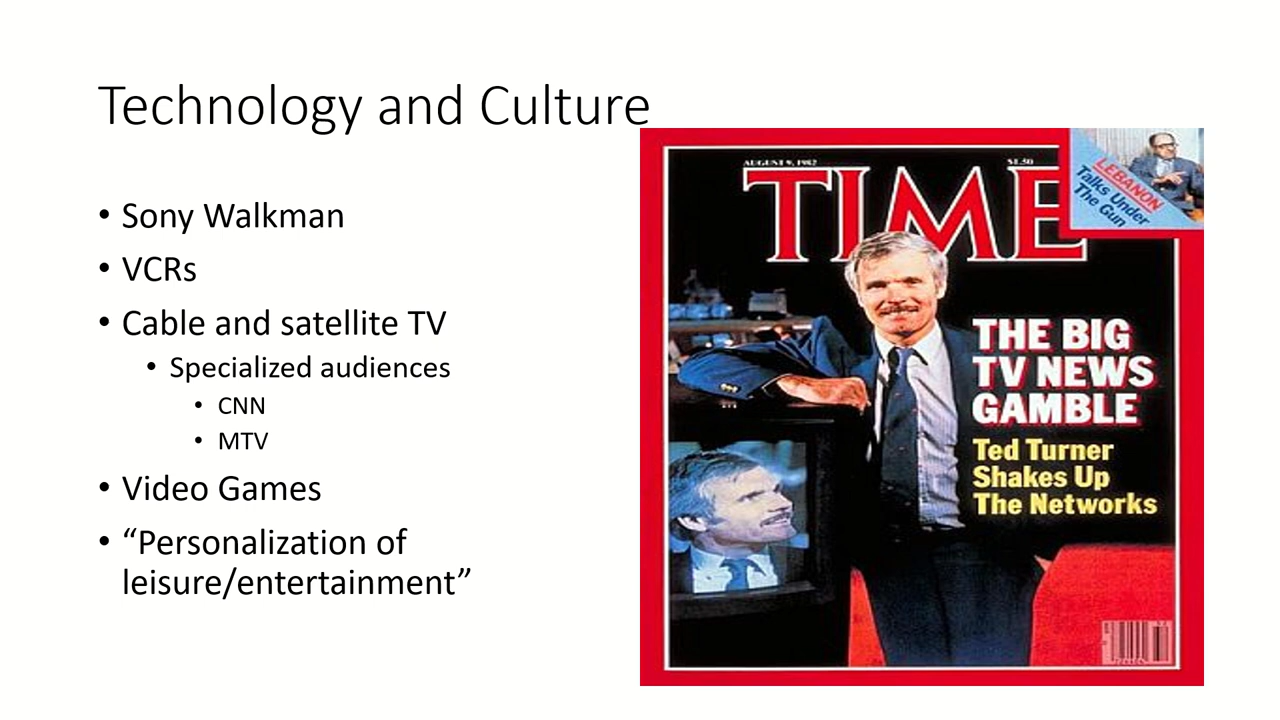 Technology and Culture
• Sony Walkman
• VCRs
• Cable and satellite TV
• Specialized audiences
• CNN
• MTV
• Video Games
• “Personalization of
leisure/entertainment”
AUGUST 9, 1982
$1.50
TIME
LEBANON
Talks Under
The Gun
THE BIG
TV NEWS
GAMBLE
Ted Turner
Shakes Up
The Networks